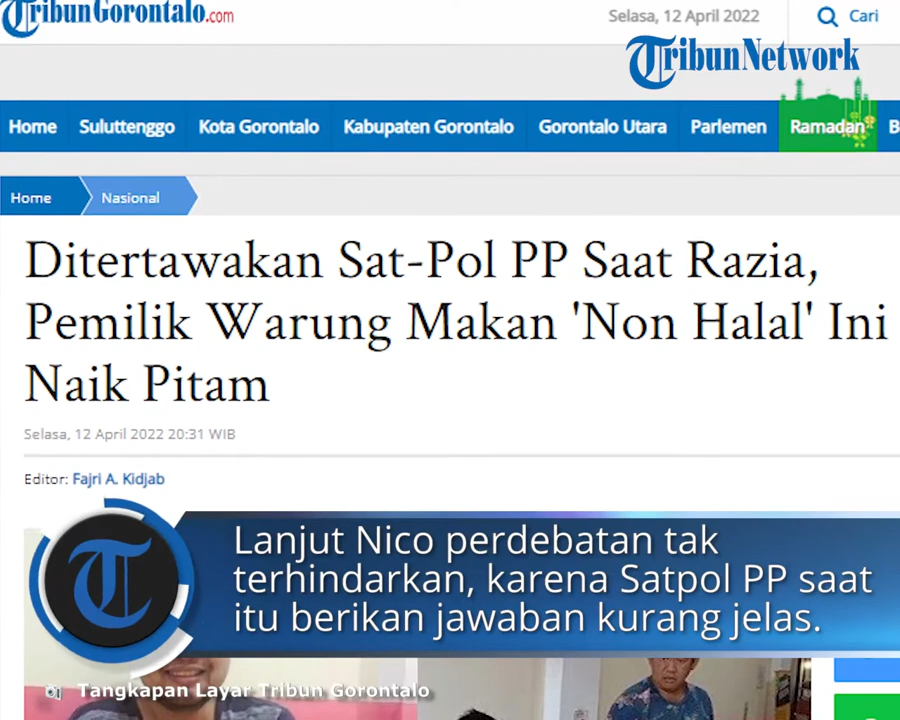 TribunGorontalo.com
Selasa, 12 April 2022
Cari
TribunNetwork
Home Suluttenggo Kota Gorontalo Kabupaten Gorontalo Gorontalo Utara Parlemen Ramadan B
Home Nasional
Ditertawakan Sat-Pol PP Saat Razia,
Pemilik Warung Makan 'Non Halal' Ini
Naik Pitam
Selasa, 12 April 2022 20:31 WIB
Editor: Fajri A. Kidjab
T
Lanjut Nico perdebatan tak
terhindarkan, karena Satpol PP saat
itu berikan jawaban kurang jelas.
Tangkapan Layar Tribun Gorontalo